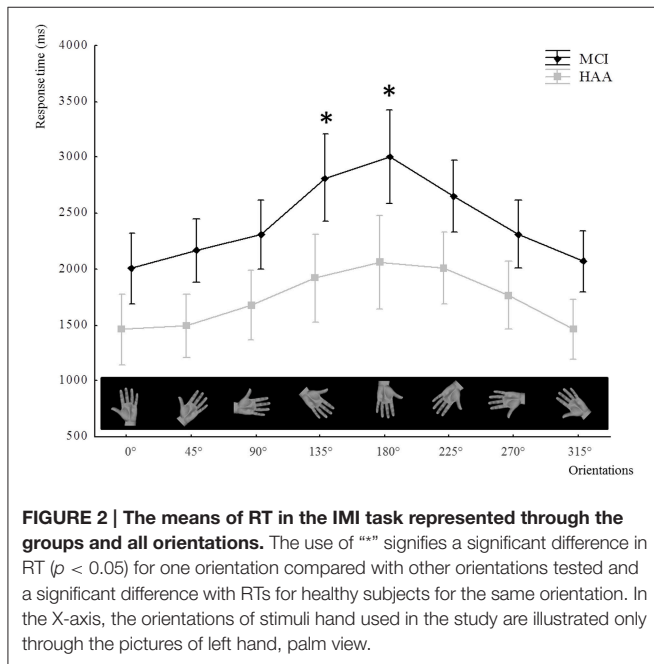 Response time (ms)
4000
3500
3000
2500
2000
1500
1000
500
MCI
HAA
*
*
0° 45° 90° 135° 180° 225° 270° 315°
Orientations
FIGURE 2 | The means of RT in the IMI task represented through the
groups and all orientations. The use of “*” signifies a significant difference in
RT (p < 0.05) for one orientation compared with other orientations tested and
a significant difference with RTs for healthy subjects for the same orientation. In
the X-axis, the orientations of stimuli hand used in the study are illustrated only
through the pictures of left hand, palm view.